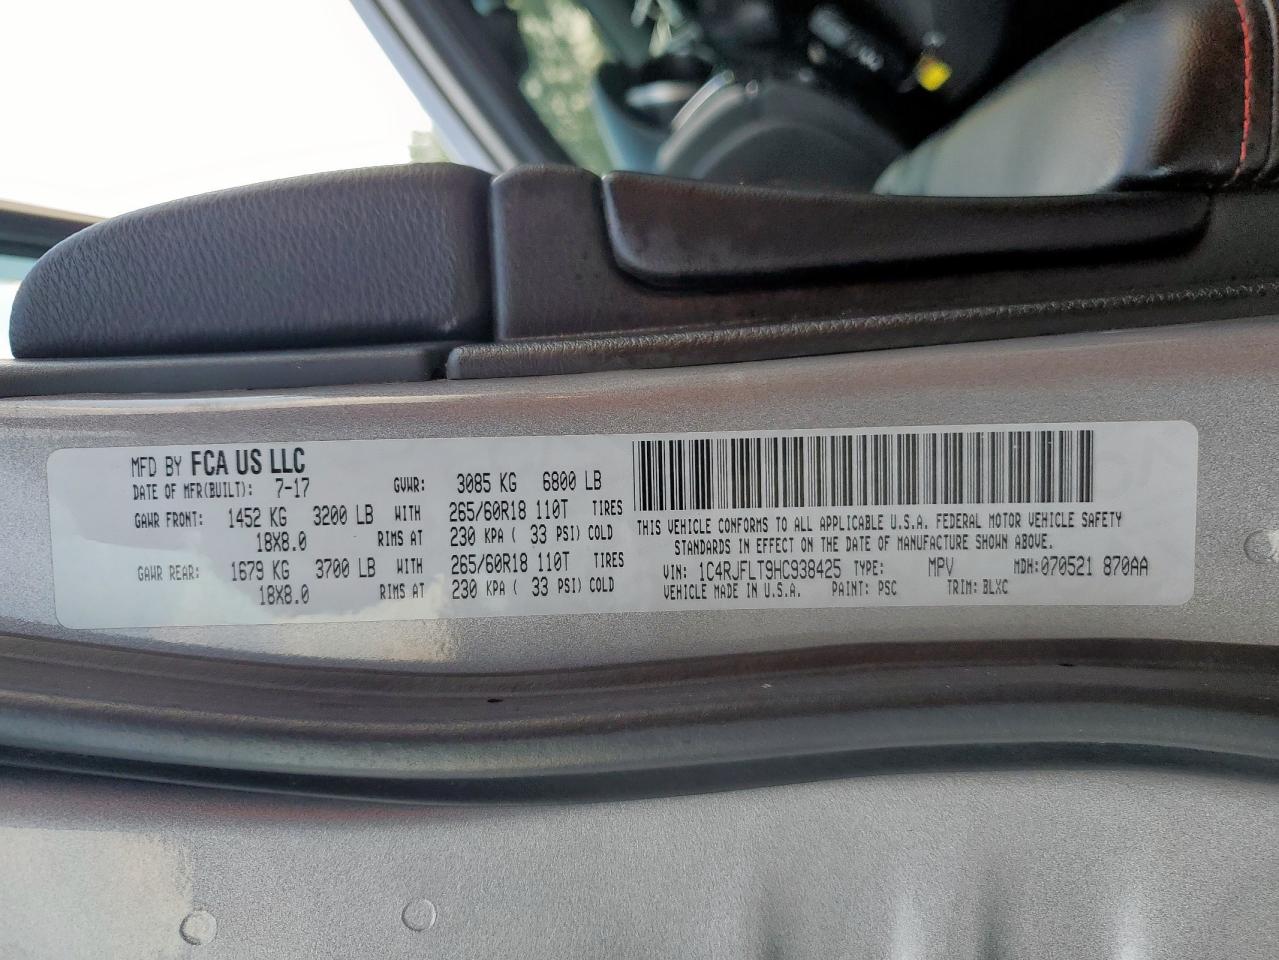 MFD BY FCA US LLC
DATE OF MFR(BUILT): 7-17 GVWR: 3085 KG 6800 LB
GAWR FRONT: 1452 KG 3200 LB WITH 265/60R18 110T TIRES
18X8.0 RIMS AT 230 KPA ( 33 PSI) COLD
GAWR REAR: 1679 KG 3700 LB WITH 265/60R18 110T TIRES
18X8.0 RIMS AT 230 KPA ( 33 PSI) COLD
THIS VEHICLE CONFORMS TO ALL APPLICABLE U.S.A. FEDERAL MOTOR VEHICLE SAFETY
STANDARDS IN EFFECT ON THE DATE OF MANUFACTURE SHOWN ABOVE.
VIN: 1C4RJFLT9HC938425 TYPE: MPV MDH:070521 870AA
VEHICLE MADE IN U.S.A. PAINT: PSC TRIM: BLXC